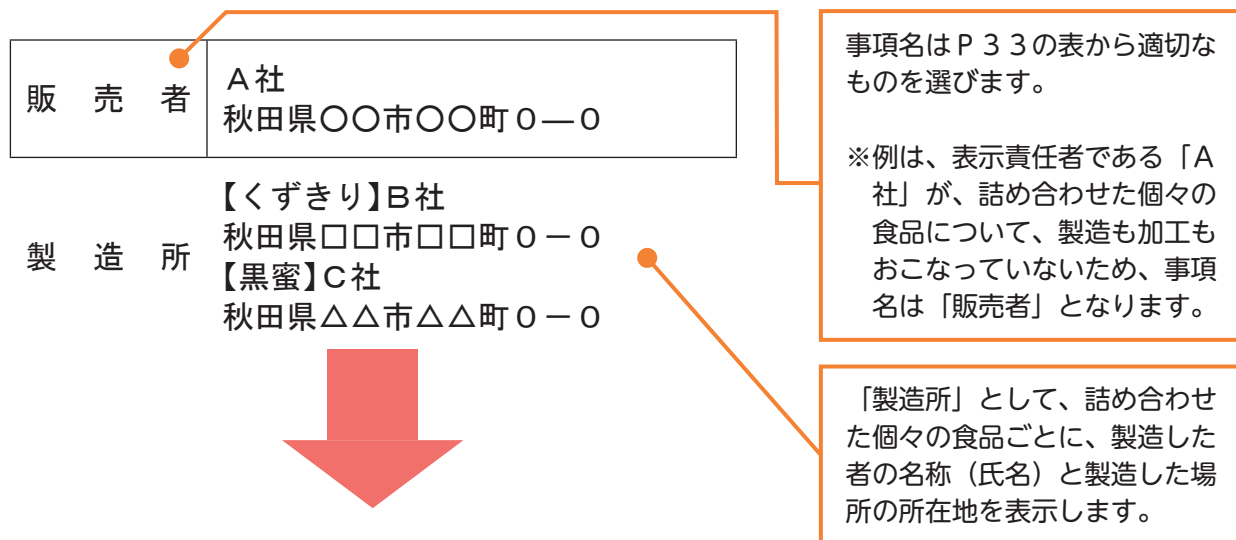 販売者
A社
秋田県〇〇市〇〇町0―0
製造所
【くずきり】B社
秋田県□□市□□町0－0
【黒蜜】C社
秋田県△△市△△町0－0
事項名はP33の表から適切な
ものを選びます。
※例は、表示責任者である「A
社」が、詰め合わせた個々の
食品について、製造も加工も
おこなっていないため、事項
名は「販売者」となります。
「製造所」として、詰め合わせ
た個々の食品ごとに、製造した
者の名称（氏名）と製造した場
所の所在地を表示します。